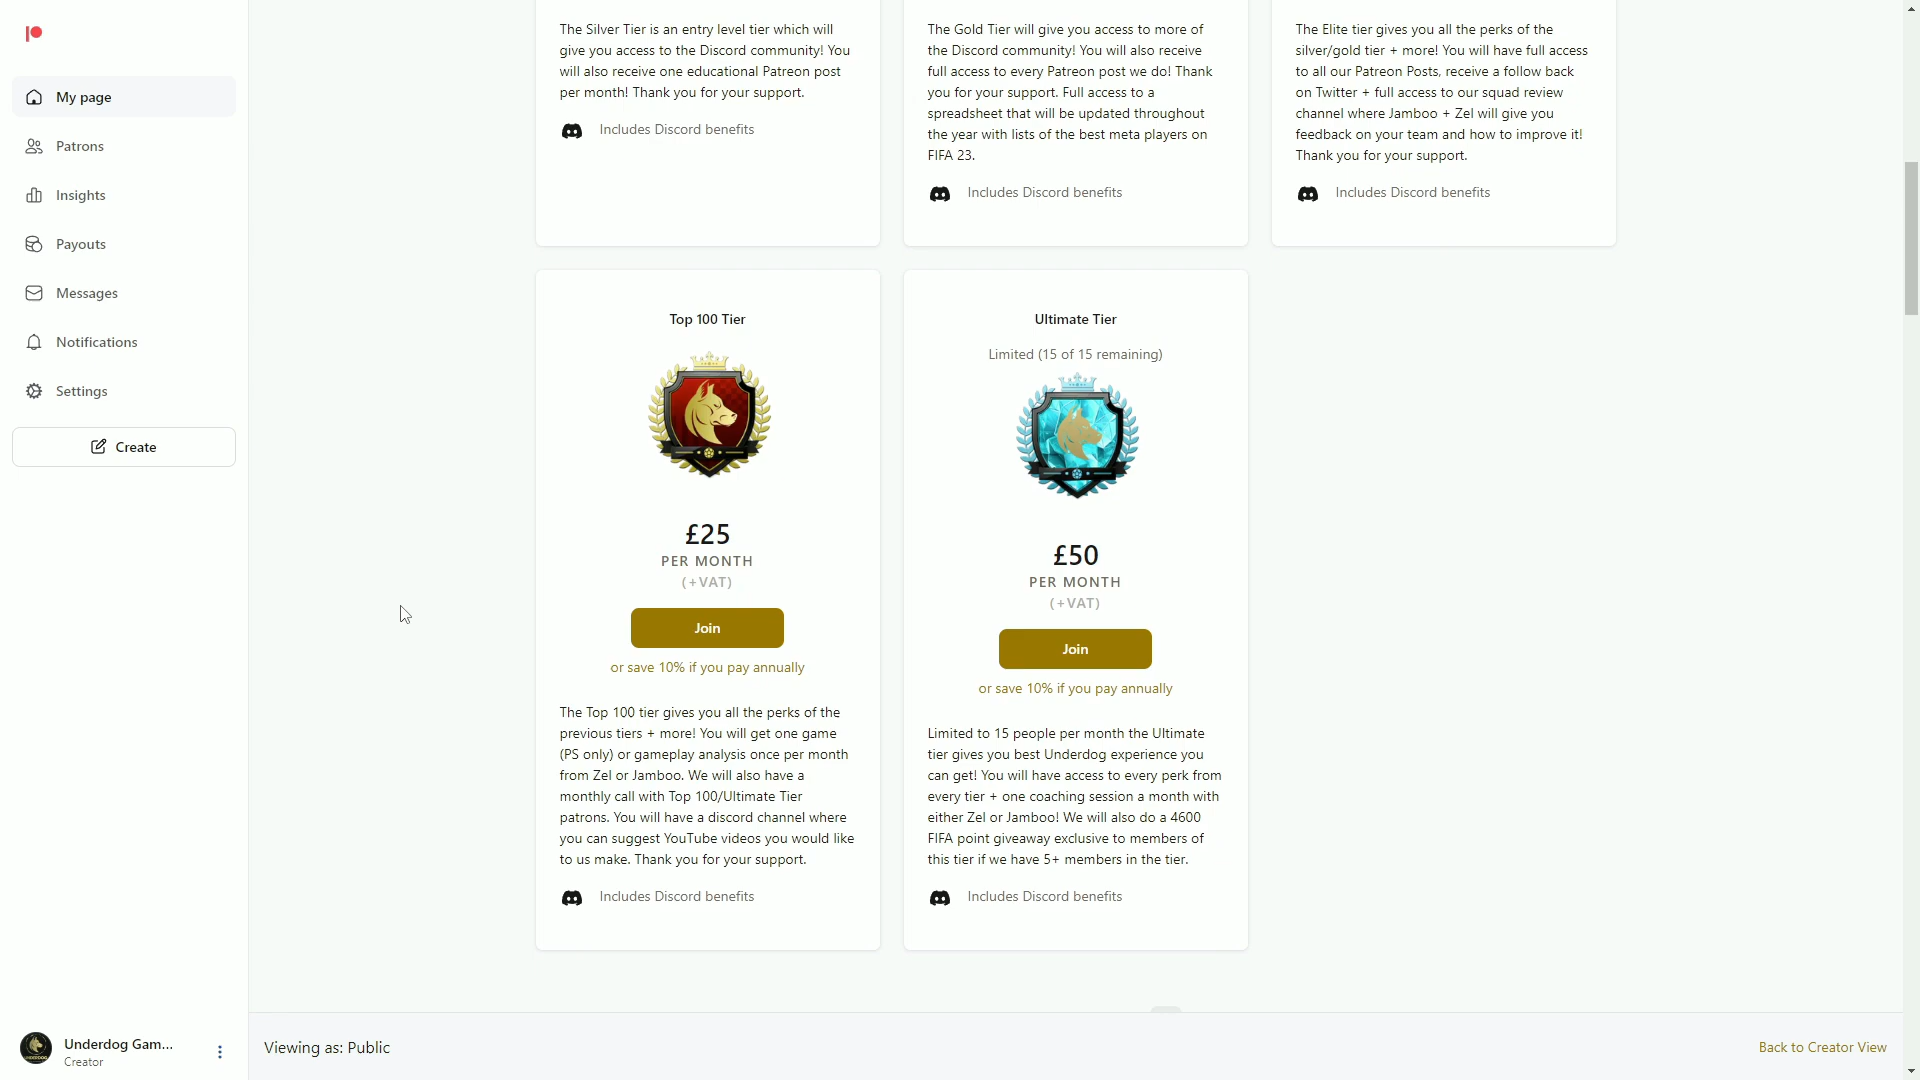 My page
Patrons
Insights
Payouts
Messages
Notifications
Settings
Create
The Silver Tier is an entry level tier which will
give you access to the Discord community! You
will also receive one educational Patreon post
per month! Thank you for your support.
Includes Discord benefits
The Gold Tier will give you access to more of
the Discord community! You will also receive
full access to every Patreon post we do! Thank
you for your support. Full access to a
spreadsheet that will be updated throughout
the year with lists of the best meta players on
FIFA 23.
Includes Discord benefits
The Elite tier gives you all the perks of the
silver/gold tier + more! You will have full access
to all our Patreon Posts, receive a follow back
on Twitter + full access to our squad review
channel where Jamboo + Zel will give you
feedback on your team and how to improve it!
Thank you for your support.
Includes Discord benefits
Top 100 Tier
£25
PER MONTH
(+VAT)
Join
or save 10% if you pay annually
The Top 100 tier gives you all the perks of the
previous tiers + more! You will get one game
(PS only) or gameplay analysis once per month
from Zel or Jamboo. We will also have a
monthly call with Top 100/Ultimate Tier
patrons. You will have a discord channel where
you can suggest YouTube videos you would like
to us make. Thank you for your support.
Includes Discord benefits
Ultimate Tier
Limited (15 of 15 remaining)
£50
PER MONTH
(+VAT)
Join
or save 10% if you pay annually
Limited to 15 people per month the Ultimate
tier gives you best Underdog experience you
can get! You will have access to every perk from
every tier + one coaching session a month with
either Zel or Jamboo! We will also do a 4600
FIFA point giveaway exclusive to members of
this tier if we have 5+ members in the tier.
Includes Discord benefits
Underdog Gam...
Creator
Viewing as: Public
Back to Creator View